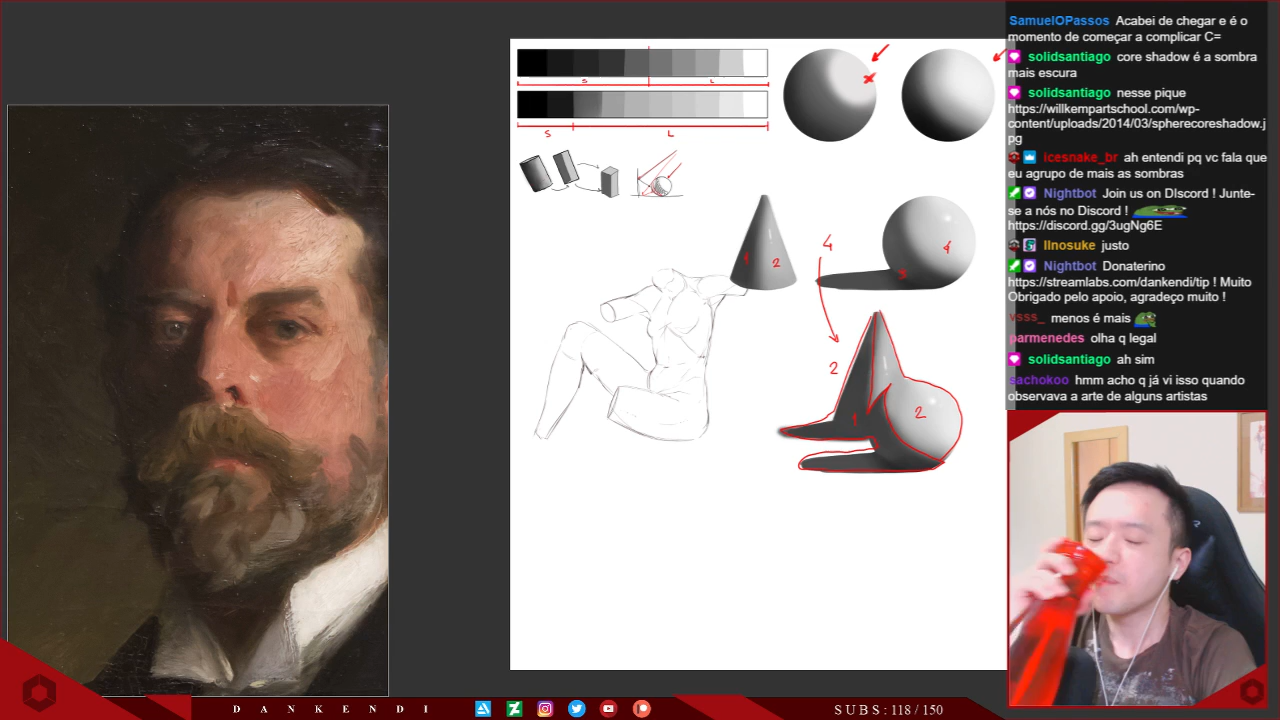 SamuelOPassos Acabei de chegar e é o
momento de começar a complicar C=
solidsantiago core shadow é a sombra
mais escura
solidsantiago nesse pique
https://willkempartschool.com/wp-
content/uploads/2014/03/spherecoreshadow.j
pg
icesnake_br ah entendi pq vc fala que
eu agrupo de mais as sombras
Nightbot Join us on DIscord ! Junte-
se a nós no Discord !
https://discord.gg/3ugNg6E
IInosuke justo
Nightbot Donaterino
https://streamlabs.com/dankendi/tip ! Muito
Obrigado pelo apoio, agradeço muito !
vsss_ menos é mais
parmenedes olha q legal
solidsantiago ah sim
sachokoo hmm acho q já vi isso quando
observava a arte de alguns artistas
S L
S L
1 2
4
4
3
2
1
2
DANKENDI
SUBS: 118 / 150